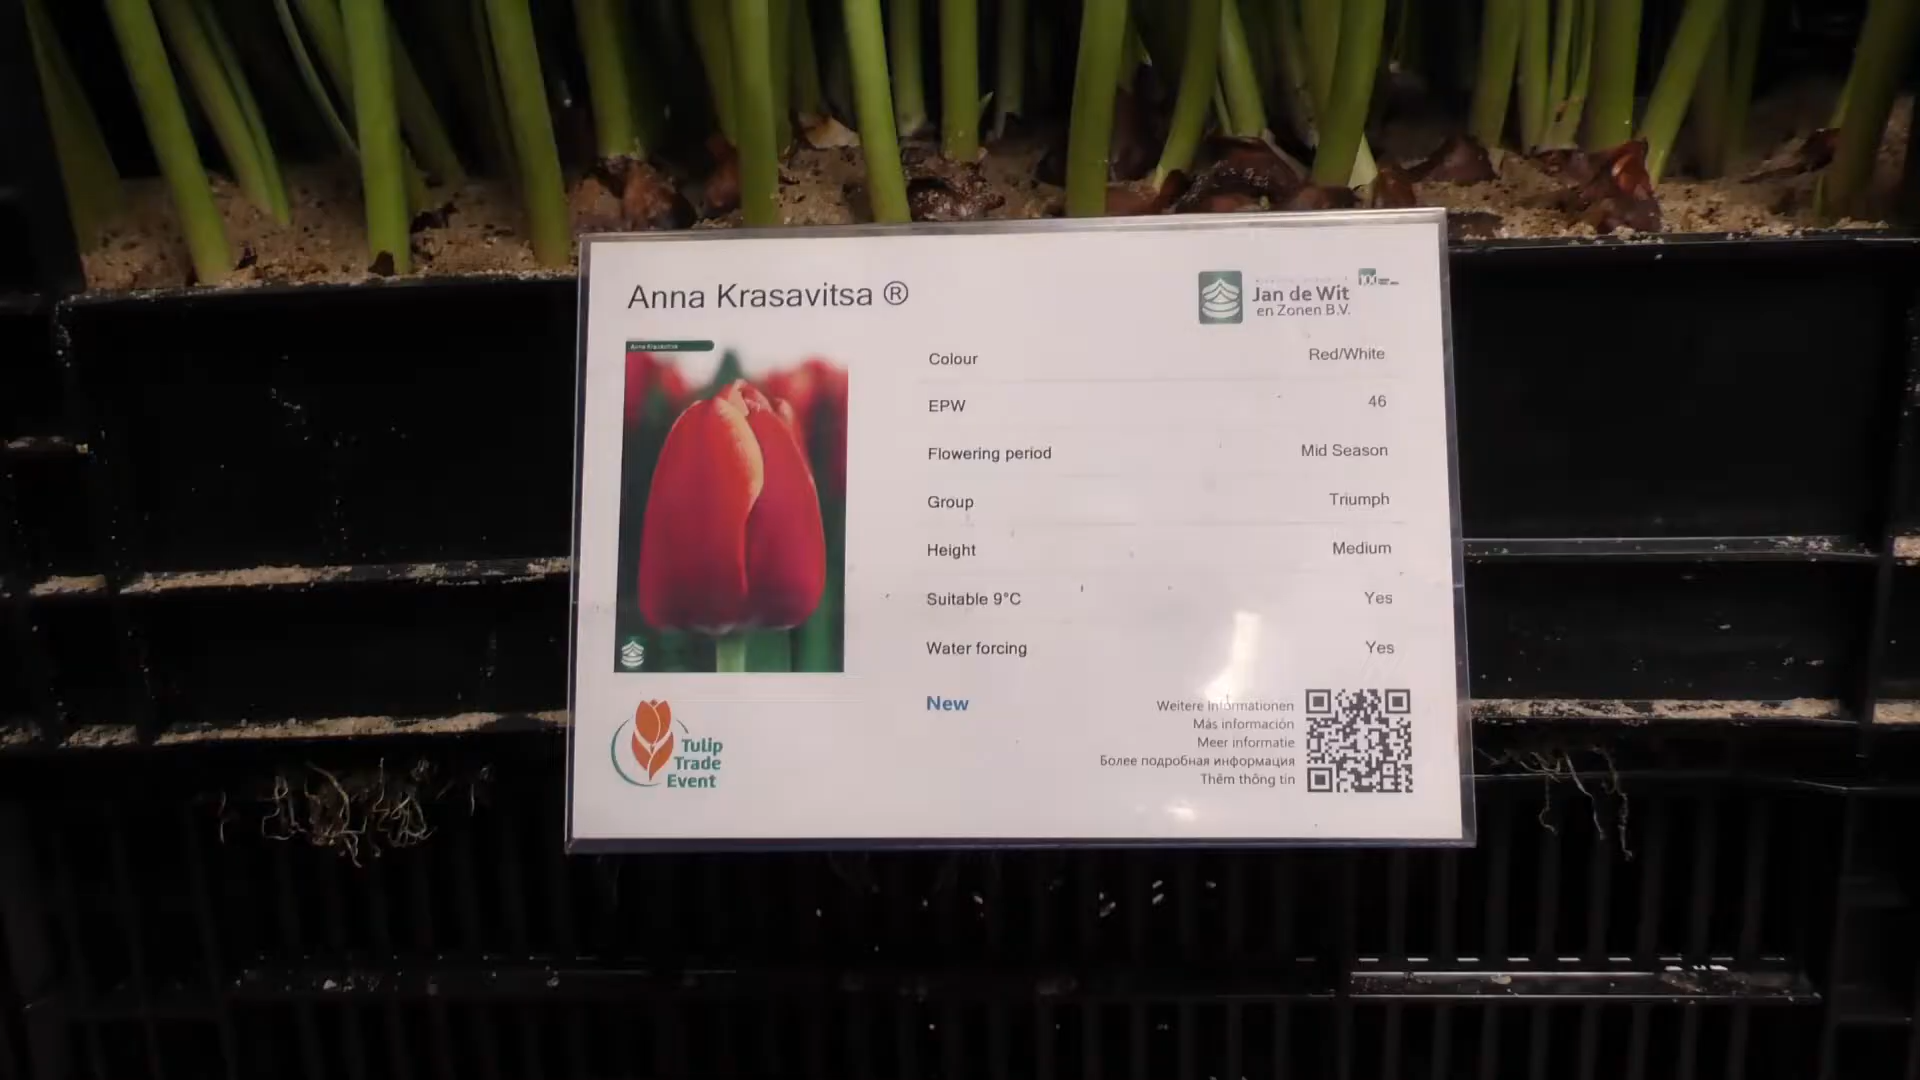 Anna Krasavitsa ®
Jan de Wit
en Zonen B.V.
Anna Krasavitsa
Colour Red/White
EPW 46
Flowering period Mid Season
Group Triumph
Height Medium
Suitable 9°C Yes
Water forcing Yes
New
Tulip
Trade
Event
Weitere Informationen
Más información
Meer informatie
Более подробная информация
Thêm thông tin